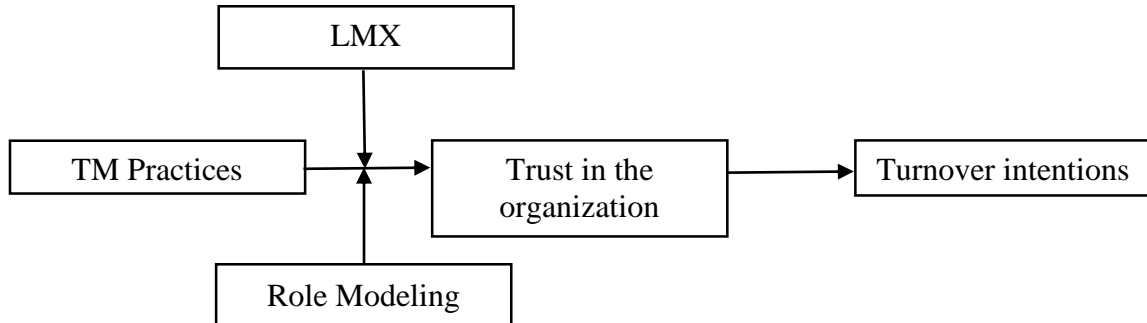 LMX
TM Practices
Trust in the
organization
Turnover intentions
Role Modeling